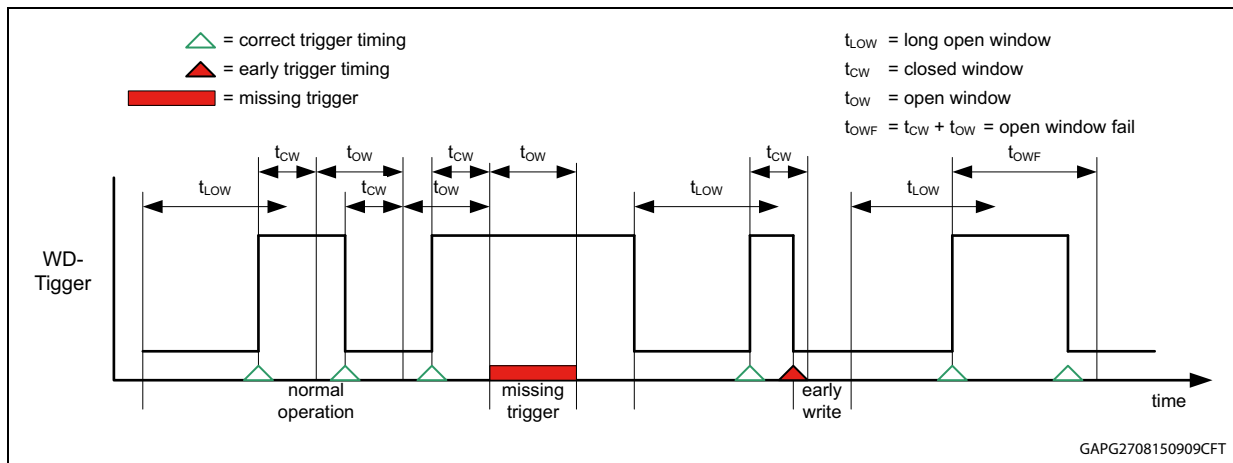 = correct trigger timing
= early trigger timing
= missing trigger
tLOW = long open window
tCW = closed window
tOW = open window
tOWF = tCW + tOW = open window fail
tCW tOW tCW tOW tCW tOWF
tLOW tCW tOW tLOW tLOW
WD-
Tigger
normal
operation
missing
trigger
early
write
time
GAPG2708150909CFT